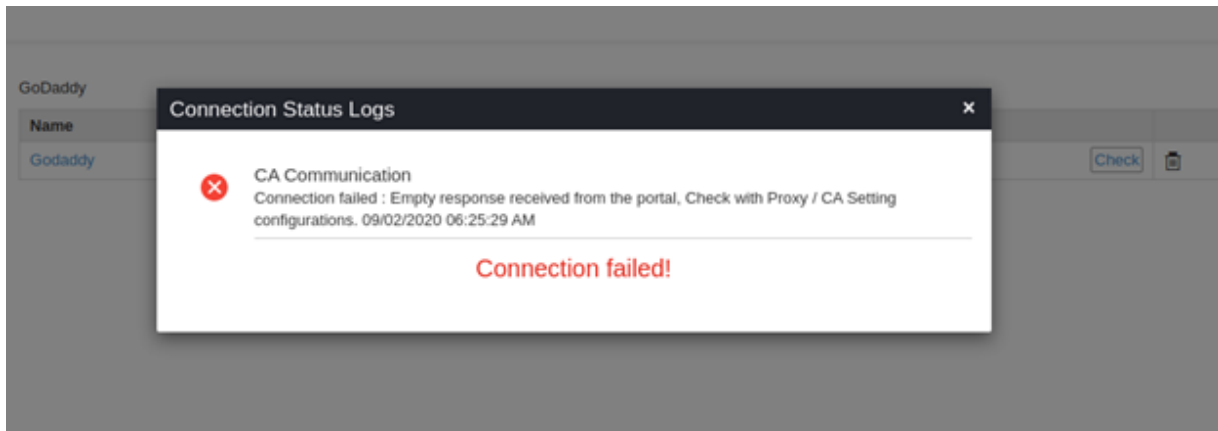 GoDaddy
Name
Godaddy
Check
Connection Status Logs
×
CA Communication
Connection failed : Empty response received from the portal, Check with Proxy / CA Setting
configurations. 09/02/2020 06:25:29 AM
Connection failed!